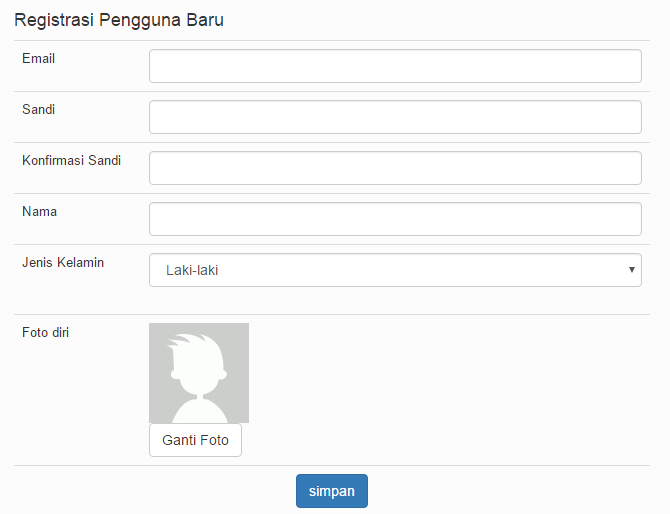 Registrasi Pengguna Baru
Email
Sandi
Konfirmasi Sandi
Nama
Jenis Kelamin
Laki-laki
Foto diri
Ganti Foto
simpan